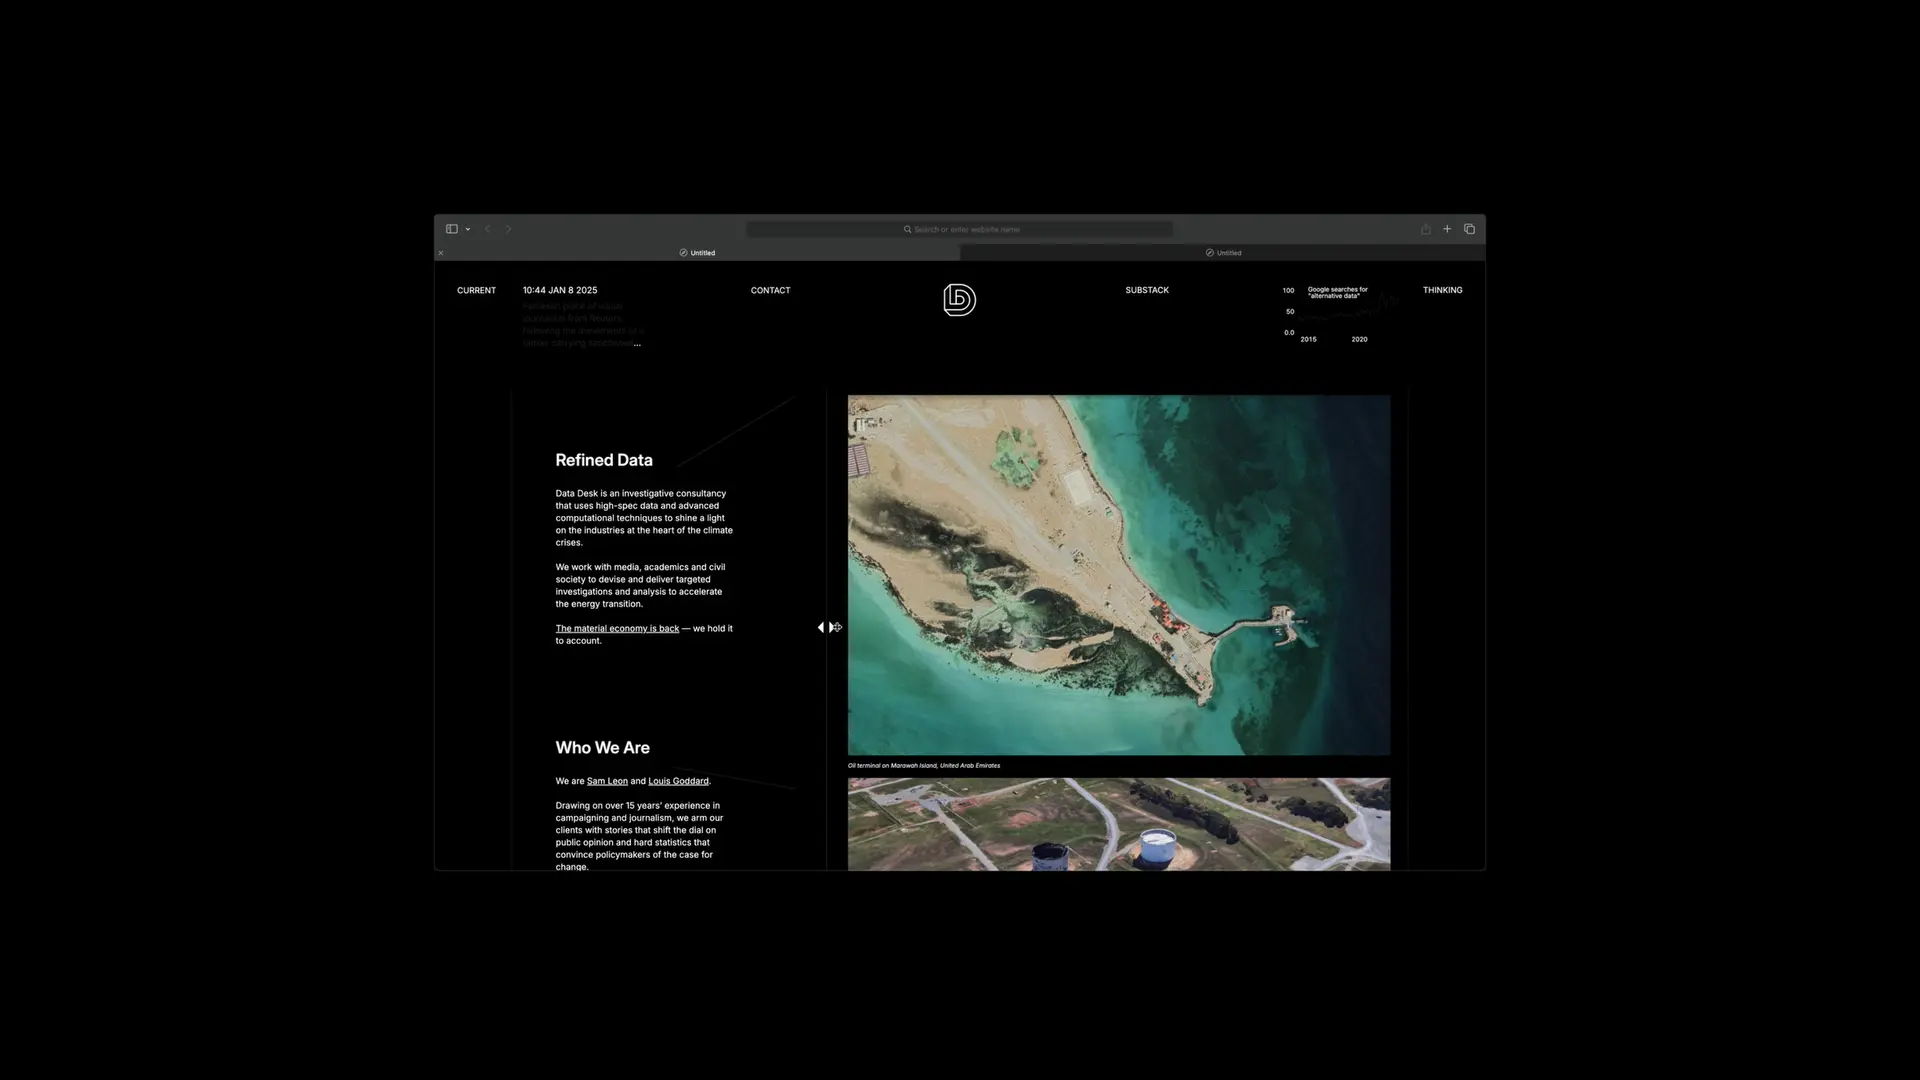 Search or enter website name
Untitled
Untitled
CURRENT
10:44 JAN 8 2025
CONTACT
SUBSTACK
100
50
0.0
Google searches for
"alternative data"
2015
2020
THINKING
journalism from Reuters,
...
Refined Data
Data Desk is an investigative consultancy
that uses high-spec data and advanced
computational techniques to shine a light
on the industries at the heart of the climate
crises.
We work with media, academics and civil
society to devise and deliver targeted
investigations and analysis to accelerate
the energy transition.
The material economy is back — we hold it
to account.
Who We Are
We are Sam Leon and Louis Goddard.
Drawing on over 15 years' experience in
campaigning and journalism, we arm our
clients with stories that shift the dial on
public opinion and hard statistics that
convince policymakers of the case for
change.
Oil terminal on Marawah Island, United Arab Emirates